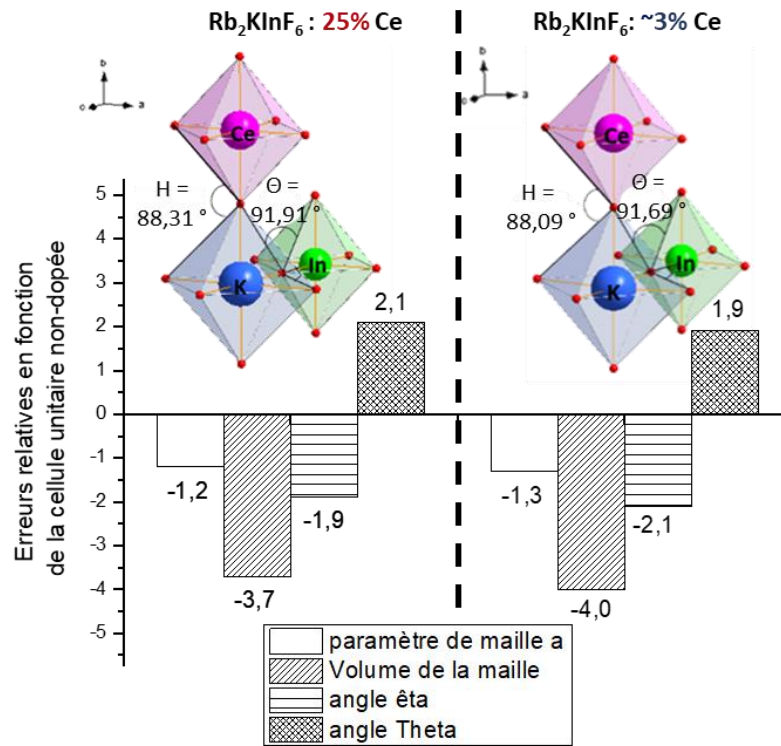 Rb₂KInF₆ : 25% Ce
Rb₂KInF₆: ~3% Ce
b
c
a
b
c
a
Ce
Ce
H =
88,31 °
Θ =
91,91 °
H =
88,09 °
Θ =
91,69 °
K
In
K
In
Erreurs relatives en fonction
de la cellule unitaire non-dopée
5
4
3
2
1
0
-1
-2
-3
-4
-5
2,1
1,9
-1,2
-3,7
-1,9
-1,3
-4,0
-2,1
paramètre de maille a
Volume de la maille
angle êta
angle Theta